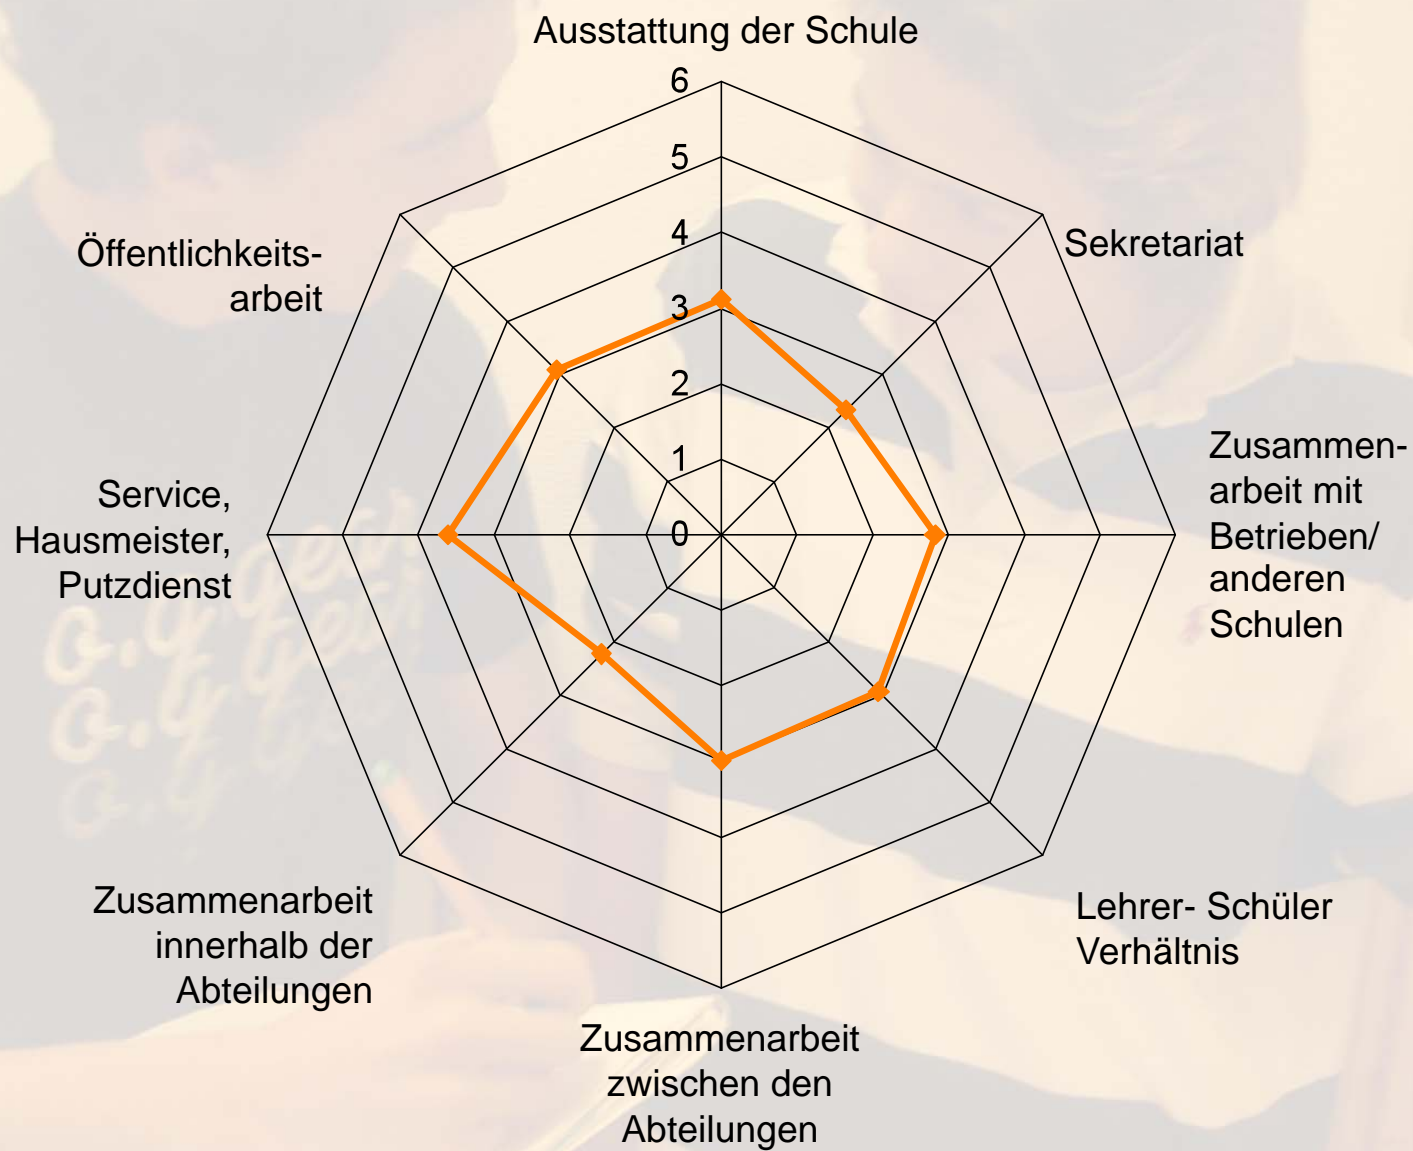 Ausstattung der Schule
6
5
4
3
2
1
0
Sekretariat
Zusammen-
arbeit mit
Betrieben/
anderen
Schulen
Lehrer- Schüler
Verhältnis
Zusammenarbeit
zwischen den
Abteilungen
Zusammenarbeit
innerhalb der
Abteilungen
Service,
Hausmeister,
Putzdienst
Öffentlichkeits-
arbeit